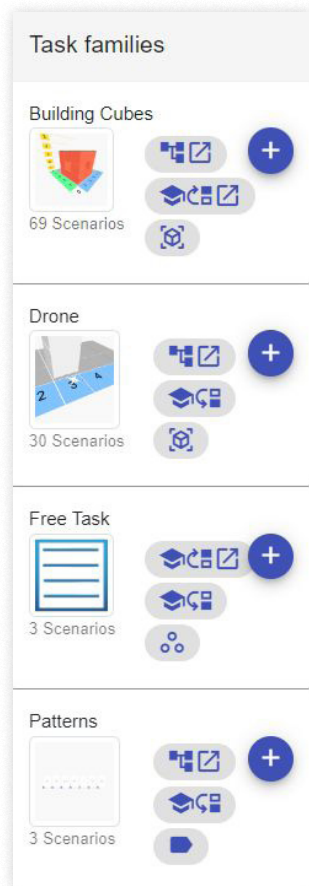 Task families
Building Cubes
69 Scenarios
Drone
2 3 4
30 Scenarios
Free Task
3 Scenarios
Patterns
3 Scenarios